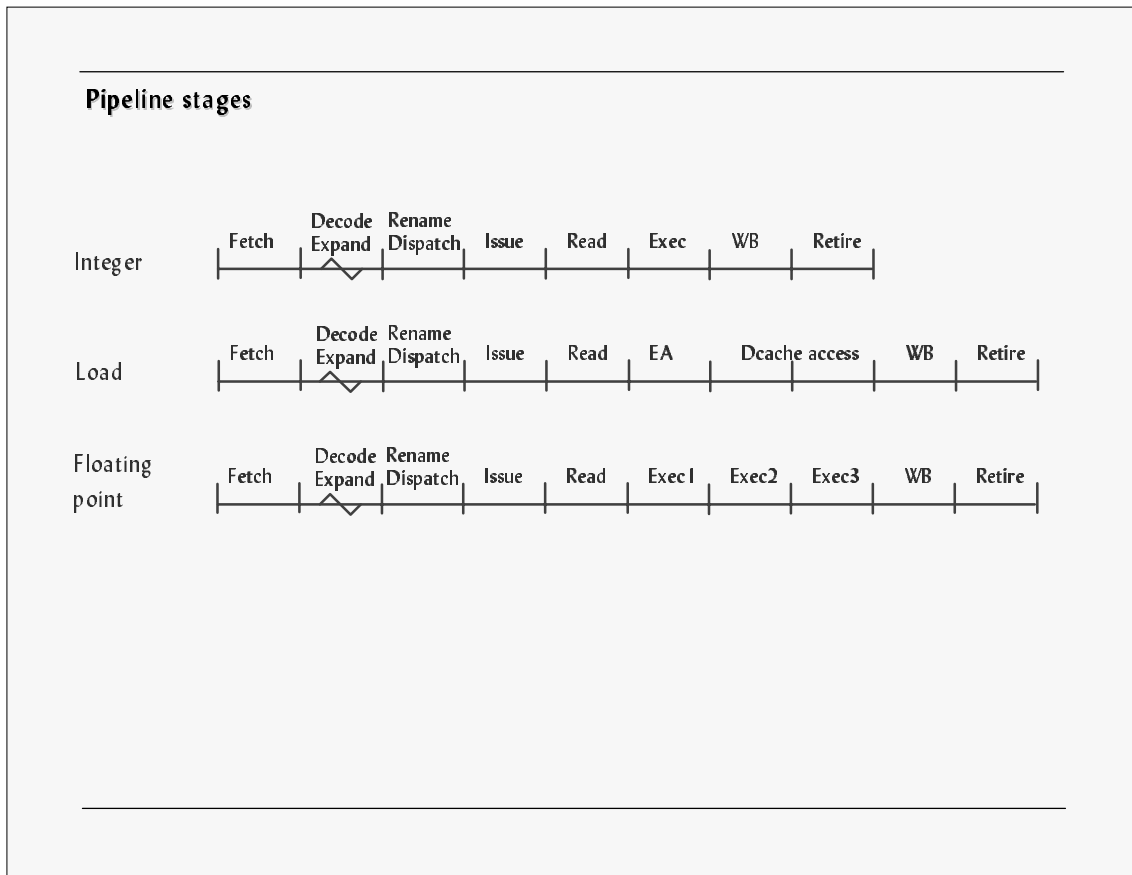 Pipeline stages
Integer
Fetch
Decode
Expand
Rename
Dispatch
Issue
Read
Exec
WB
Retire
Load
Fetch
Decode
Expand
Rename
Dispatch
Issue
Read
EA
Dcache access
WB
Retire
Floating
point
Fetch
Decode
Expand
Rename
Dispatch
Issue
Read
Exec1
Exec2
Exec3
WB
Retire